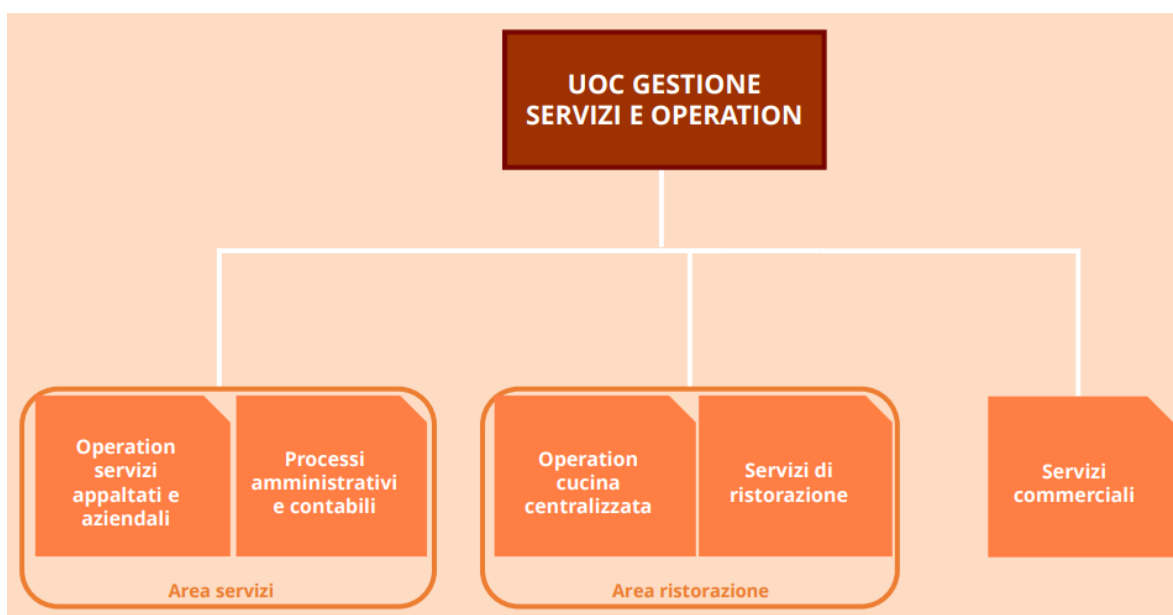 UOC GESTIONE
SERVIZI E OPERATION
Operation
servizi
appaltati e
aziendali
Processi
amministrativi
e contabili
Operation
cucina
centralizzata
Servizi di
ristorazione
Servizi
commerciali
Area servizi
Area ristorazione